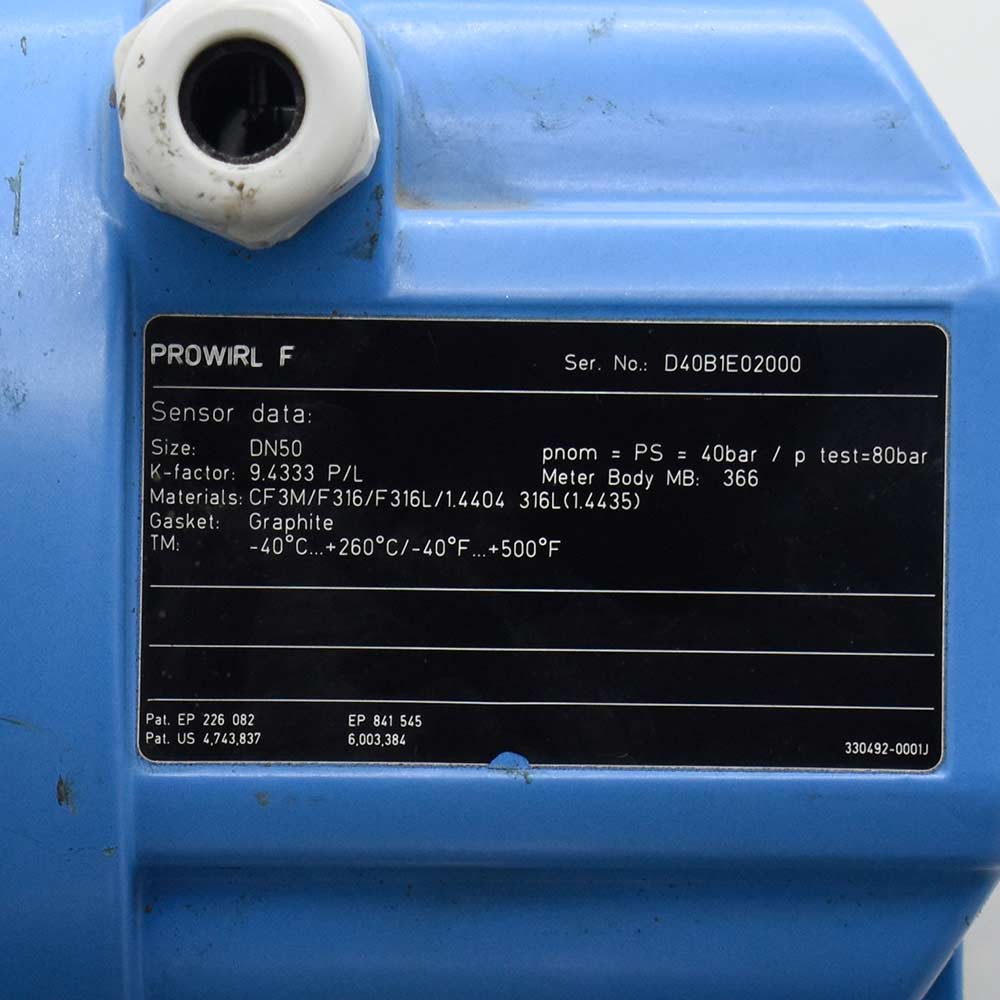 PROWIRL F Ser. No.: D40B1E02000
Sensor data:
Size: DN50 pnom = PS = 40bar / p test=80bar
K-factor: 9.4333 P/L Meter Body MB: 366
Materials: CF3M/F316/F316L/1.4404 316L(1.4435)
Gasket: Graphite
TM: -40°C...+260°C/-40°F...+500°F
Pat. EP 226 082 EP 841 545
Pat. US 4,743,837 6,003,384 330492-0001J